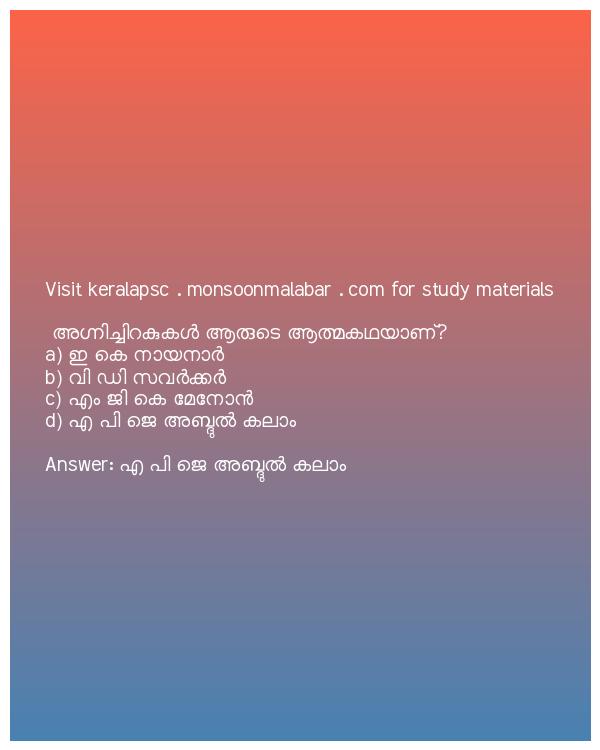 Visit keralapsc . monsoonmalabar . com for study materials
അഗ്നിച്ചിറകുകൾ ആരുടെ ആത്മകഥയാണ്?
a) ഇ കെ നായനാർ
b) വി ഡി സവർക്കർ
c) എം ജി കെ മേനോൻ
d) എ പി ജെ അബ്ദുൽ കലാം
Answer: എ പി ജെ അബ്ദുൽ കലാം